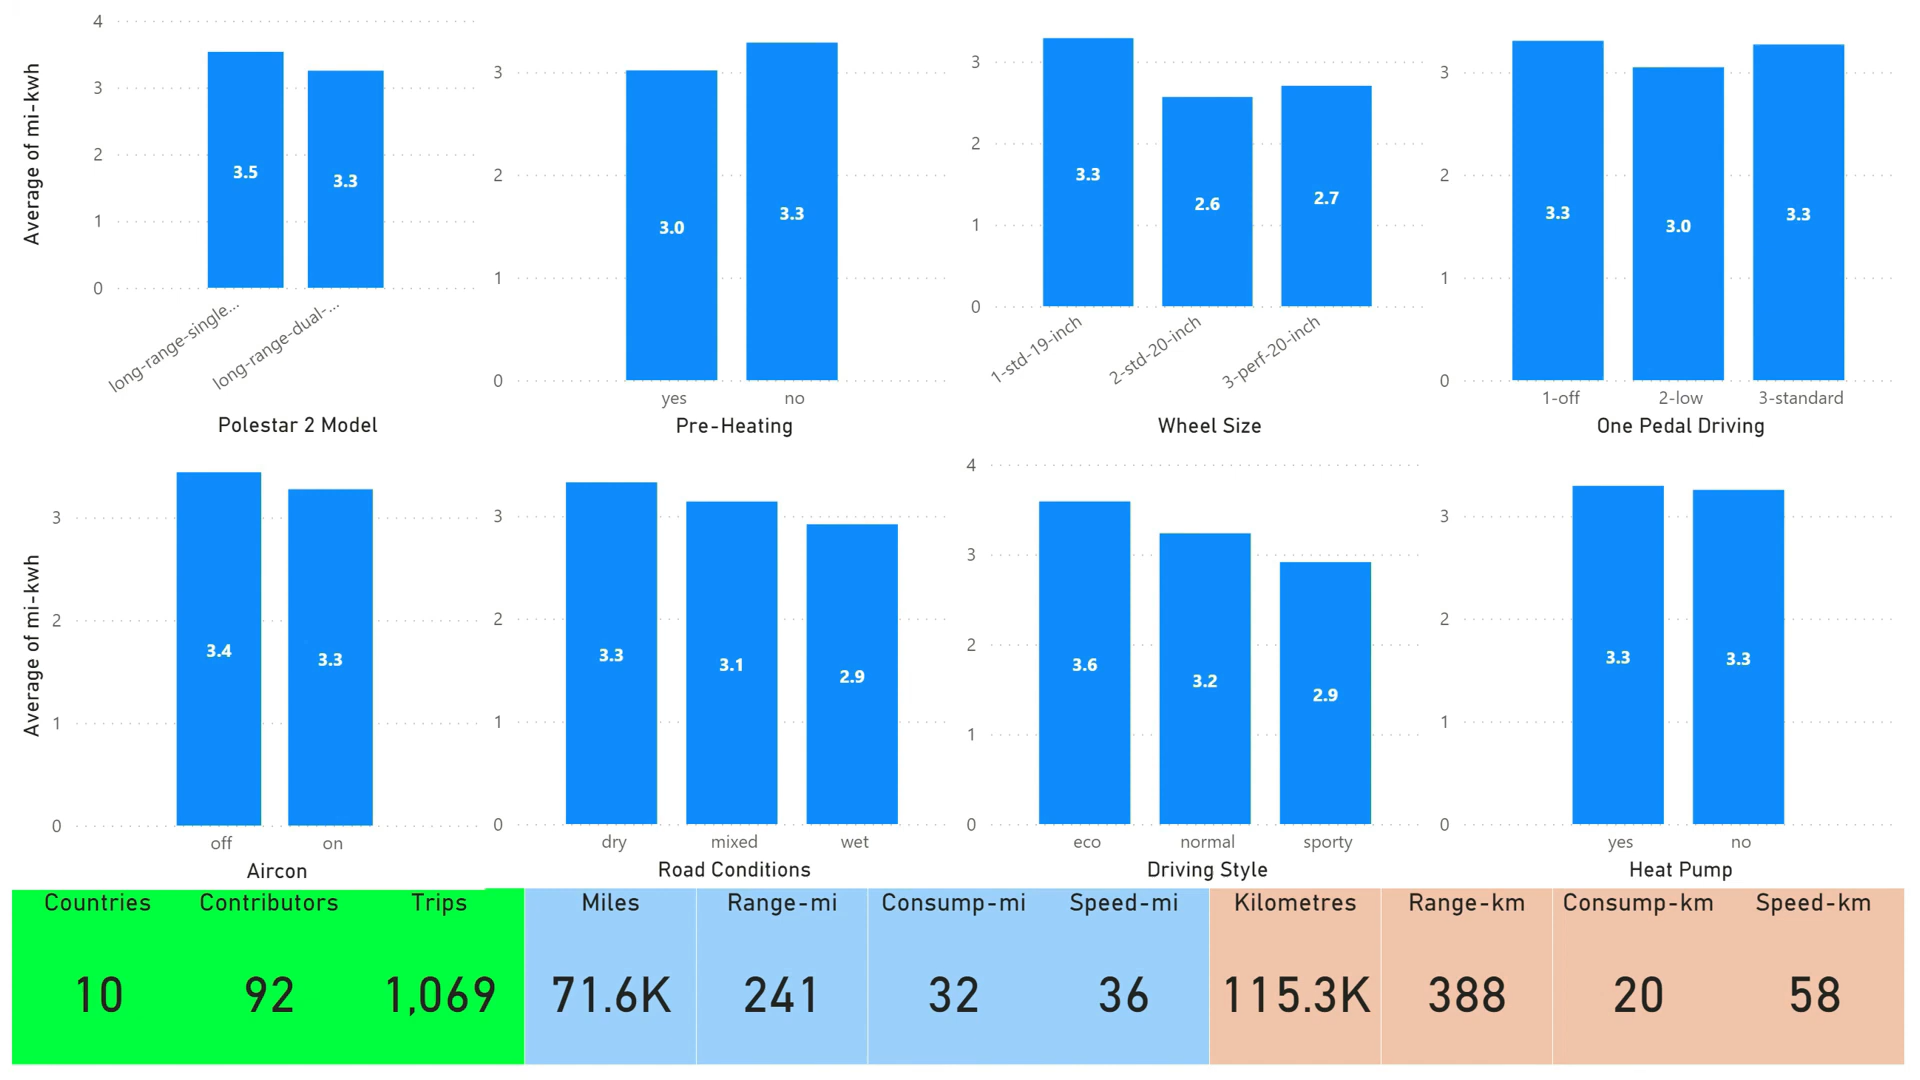 Average of mi-kwh
4
3
2
1
0
3.5
3.3
long-range-single...
long-range-dual-...
Polestar 2 Model
3
2
1
0
3.0
3.3
yes
no
Pre-Heating
3
2
1
0
3.3
2.6
2.7
1-std-19-inch
2-std-20-inch
3-perf-20-inch
Wheel Size
3
2
1
0
3.3
3.0
3.3
1-off
2-low
3-standard
One Pedal Driving
Average of mi-kwh
3
2
1
0
3.4
3.3
off
on
Aircon
3
2
1
0
3.3
3.1
2.9
dry
mixed
wet
Road Conditions
4
3
2
1
0
3.6
3.2
2.9
eco
normal
sporty
Driving Style
3
2
1
0
3.3
3.3
yes
no
Heat Pump
Countries Contributors Trips Miles Range-mi Consump-mi Speed-mi Kilometres Range-km Consump-km Speed-km
10 92 1,069 71.6K 241 32 36 115.3K 388 20 58